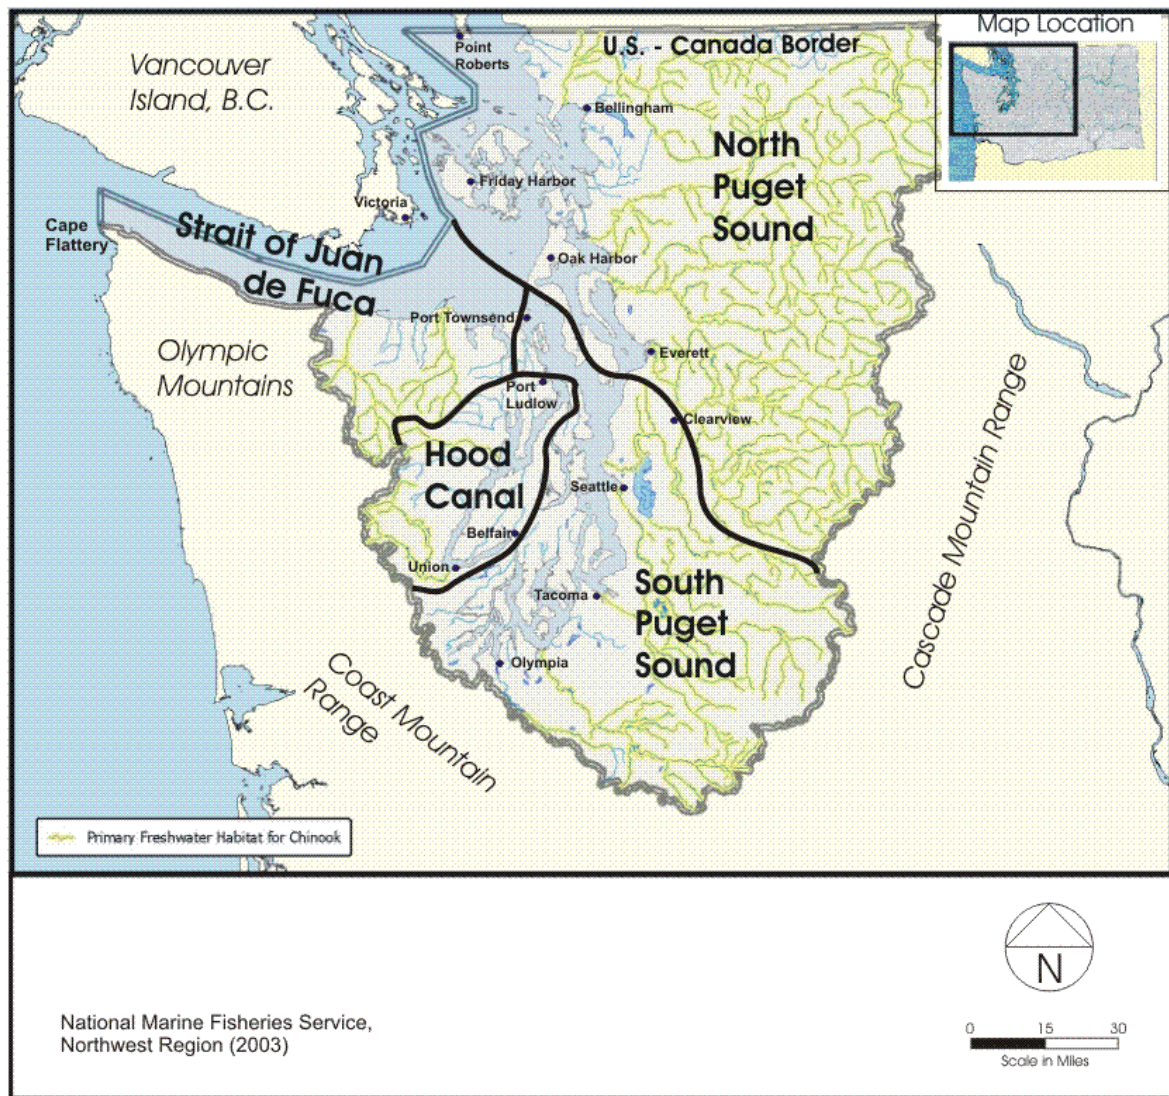 Map Location
U.S. - Canada Border
Point
Roberts
Vancouver
Island, B.C.
Bellingham
North
Puget
Sound
Friday Harbor
Victoria
Cape
Flattery
Strait of Juan
de Fuca
Oak Harbor
Port Townsend
Olympic
Mountains
Everett
Port
Ludlow
Clearview
Hood
Canal
Seattle
Belfair
Union
Tacoma
South
Puget
Sound
Olympia
Cascade Mountain Range
Coast Mountain
Range
Primary Freshwater Habitat for Chinook
N
National Marine Fisheries Service,
Northwest Region (2003)
0 15 30
Scale in Miles